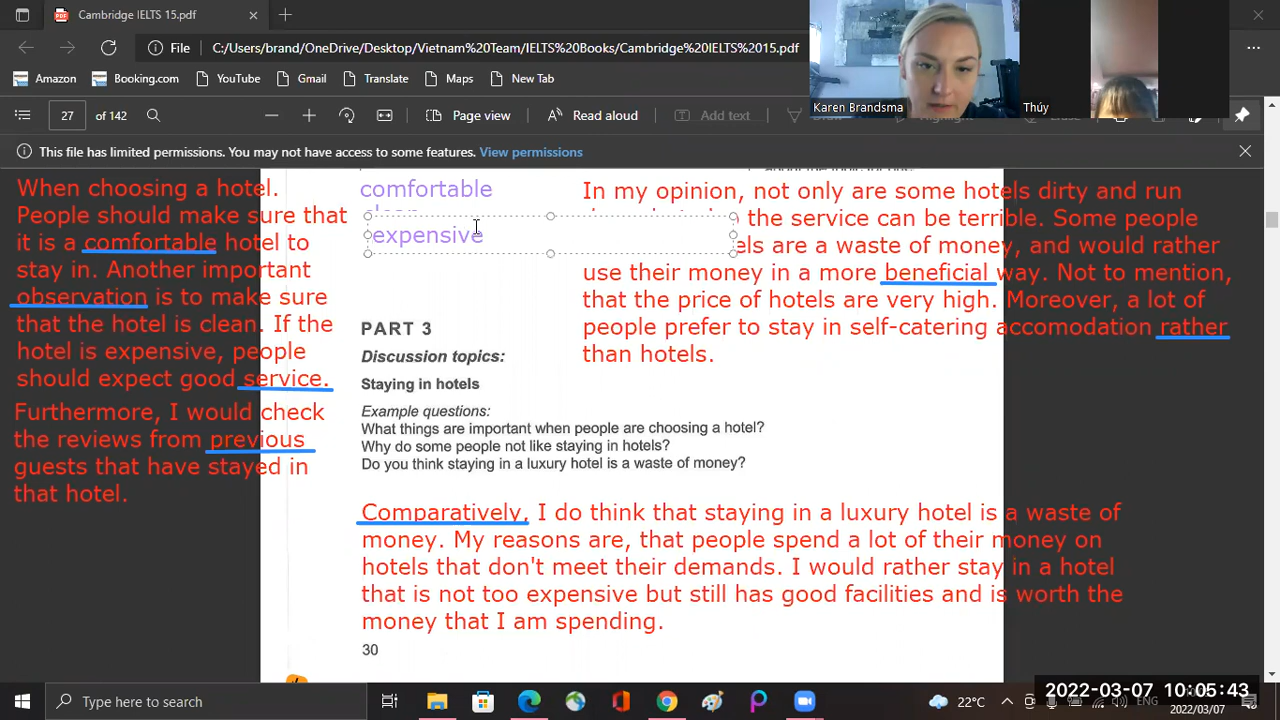 Cambridge IELTS 15.pdf
File
C:/Users/brand/OneDrive/Desktop/Vietnam%20Team/IELTS%20Books/Cambridge%20IELTS%2015.pdf
Amazon
Booking.com
YouTube
Gmail
Translate
Maps
New Tab
Karen Brandsma
Thúy
27
of 142
Page view
Read aloud
Add text
This file has limited permissions. You may not have access to some features. View permissions
comfortable
expensive
When choosing a hotel.
People should make sure that
it is a comfortable hotel to
stay in. Another important
observation is to make sure
that the hotel is clean. If the
hotel is expensive, people
should expect good service.
Furthermore, I would check
the reviews from previous
guests that have stayed in
that hotel.
In my opinion, not only are some hotels dirty and run
the service can be terrible. Some people
are a waste of money, and would rather
use their money in a more beneficial way. Not to mention,
that the price of hotels are very high. Moreover, a lot of
people prefer to stay in self-catering accomodation rather
than hotels.
PART 3
Discussion topics:
Staying in hotels
Example questions:
What things are important when people are choosing a hotel?
Why do some people not like staying in hotels?
Do you think staying in a luxury hotel is a waste of money?
Comparatively, I do think that staying in a luxury hotel is a waste of
money. My reasons are, that people spend a lot of their money on
hotels that don't meet their demands. I would rather stay in a hotel
that is not too expensive but still has good facilities and is worth the
money that I am spending.
30
Type here to search
22°C
ENG
2022-03-07 10:05:43
2022/03/07